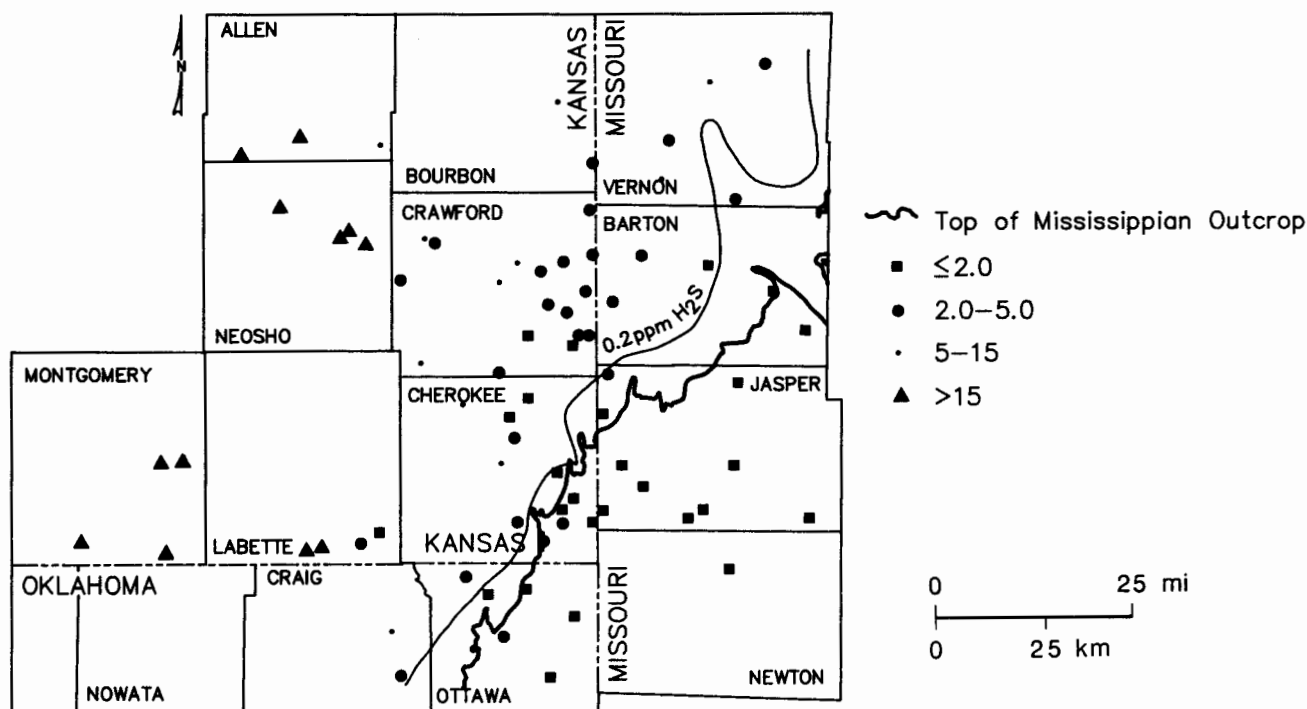 ALLEN
N
KANSAS
MISSOURI
BOURBON
VERNON
CRAWFORD
BARTON
Top of Mississippian Outcrop
≤2.0
2.0–5.0
5–15
>15
0.2ppm H₂S
NEOSHO
MONTGOMERY
CHEROKEE
JASPER
LABETTE
KANSAS
OKLAHOMA
CRAIG
MISSOURI
0 25 mi
0 25 km
NOWATA
OTTAWA
NEWTON